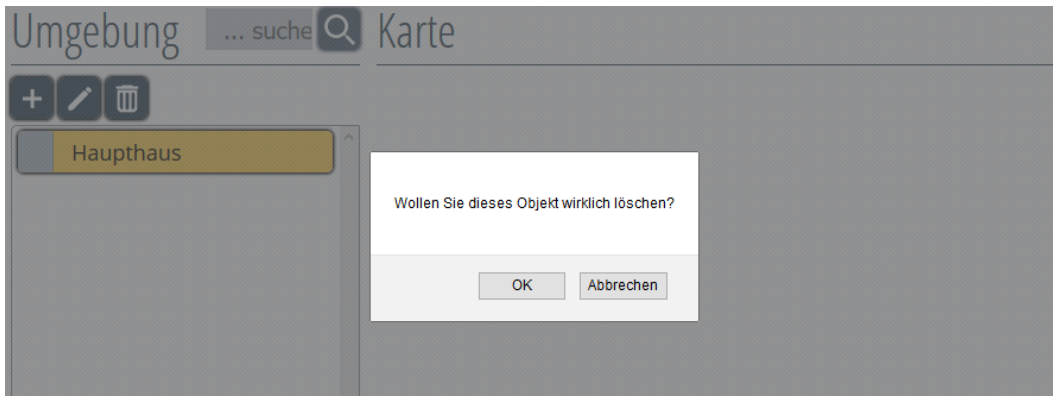 Umgebung
... suche
Karte
Haupthaus
Wollen Sie dieses Objekt wirklich löschen?
OK
Abbrechen